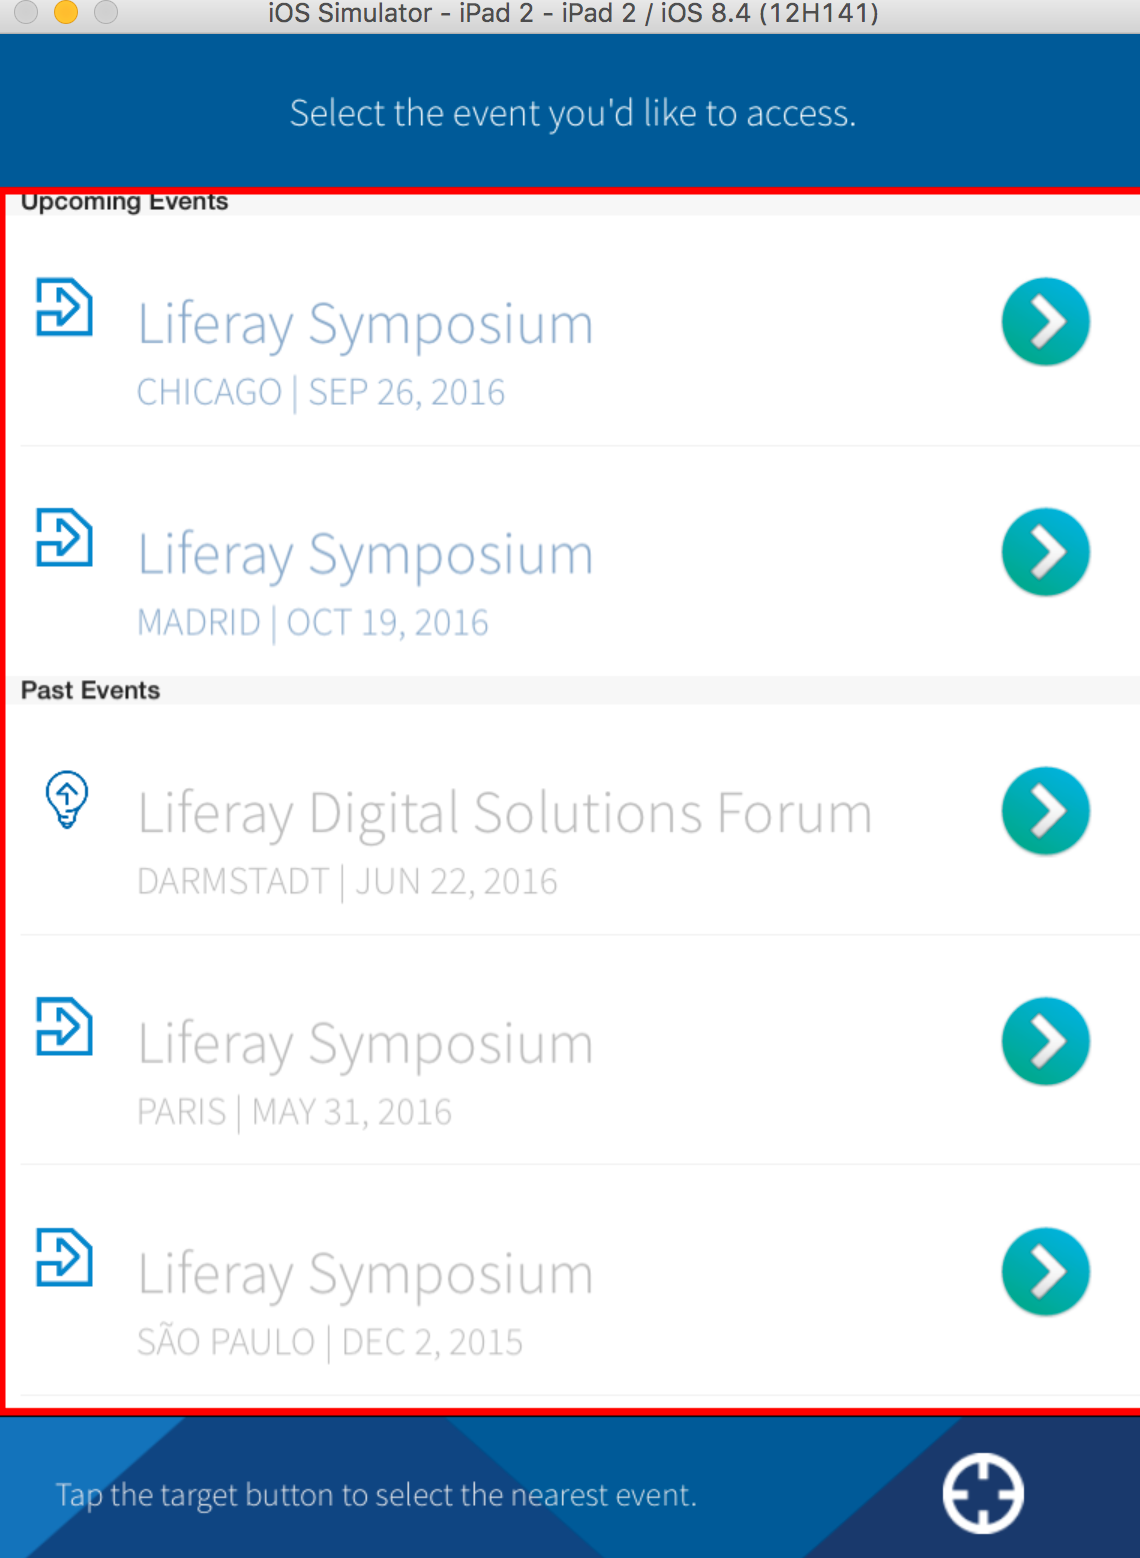 iOS Simulator - iPad 2 - iPad 2 / iOS 8.4 (12H141)
Select the event you'd like to access.
Upcoming Events
Liferay Symposium
CHICAGO | SEP 26, 2016
Liferay Symposium
MADRID | OCT 19, 2016
Past Events
Liferay Digital Solutions Forum
DARMSTADT | JUN 22, 2016
Liferay Symposium
PARIS | MAY 31, 2016
Liferay Symposium
SÃO PAULO | DEC 2, 2015
Tap the target button to select the nearest event.